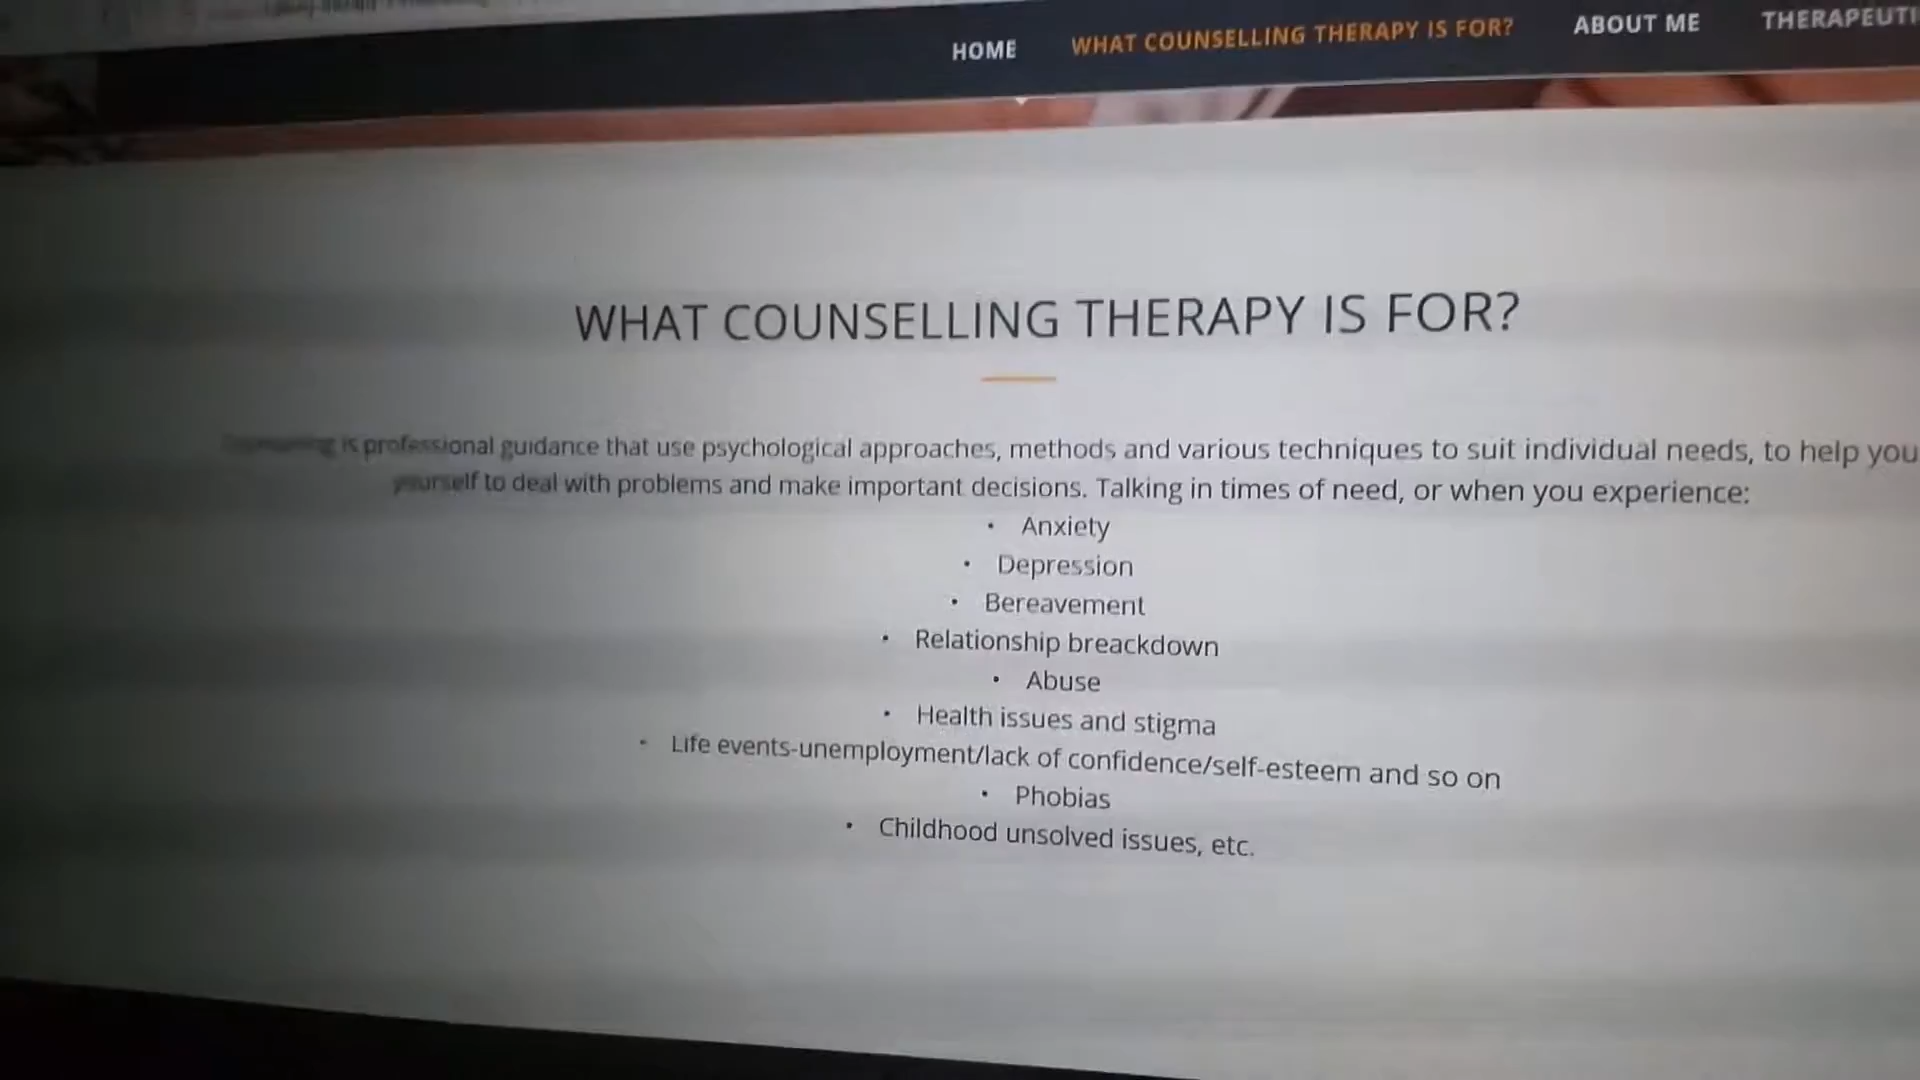 HOME WHAT COUNSELLING THERAPY IS FOR? ABOUT ME THERAPEUTI
WHAT COUNSELLING THERAPY IS FOR?
is professional guidance that use psychological approaches, methods and various techniques to suit individual needs, to help you
yourself to deal with problems and make important decisions. Talking in times of need, or when you experience:
• Anxiety
• Depression
• Bereavement
• Relationship breackdown
• Abuse
• Health issues and stigma
• Life events-unemployment/lack of confidence/self-esteem and so on
• Phobias
• Childhood unsolved issues, etc.